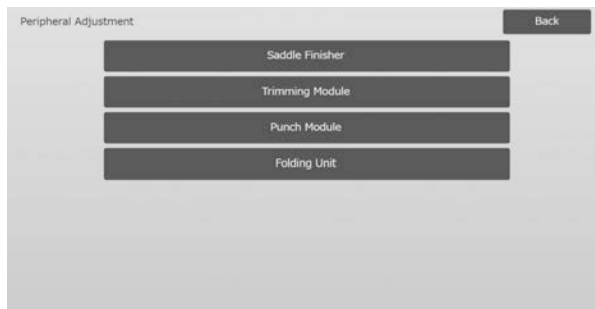 Peripheral Adjustment
Back
Saddle Finisher
Trimming Module
Punch Module
Folding Unit